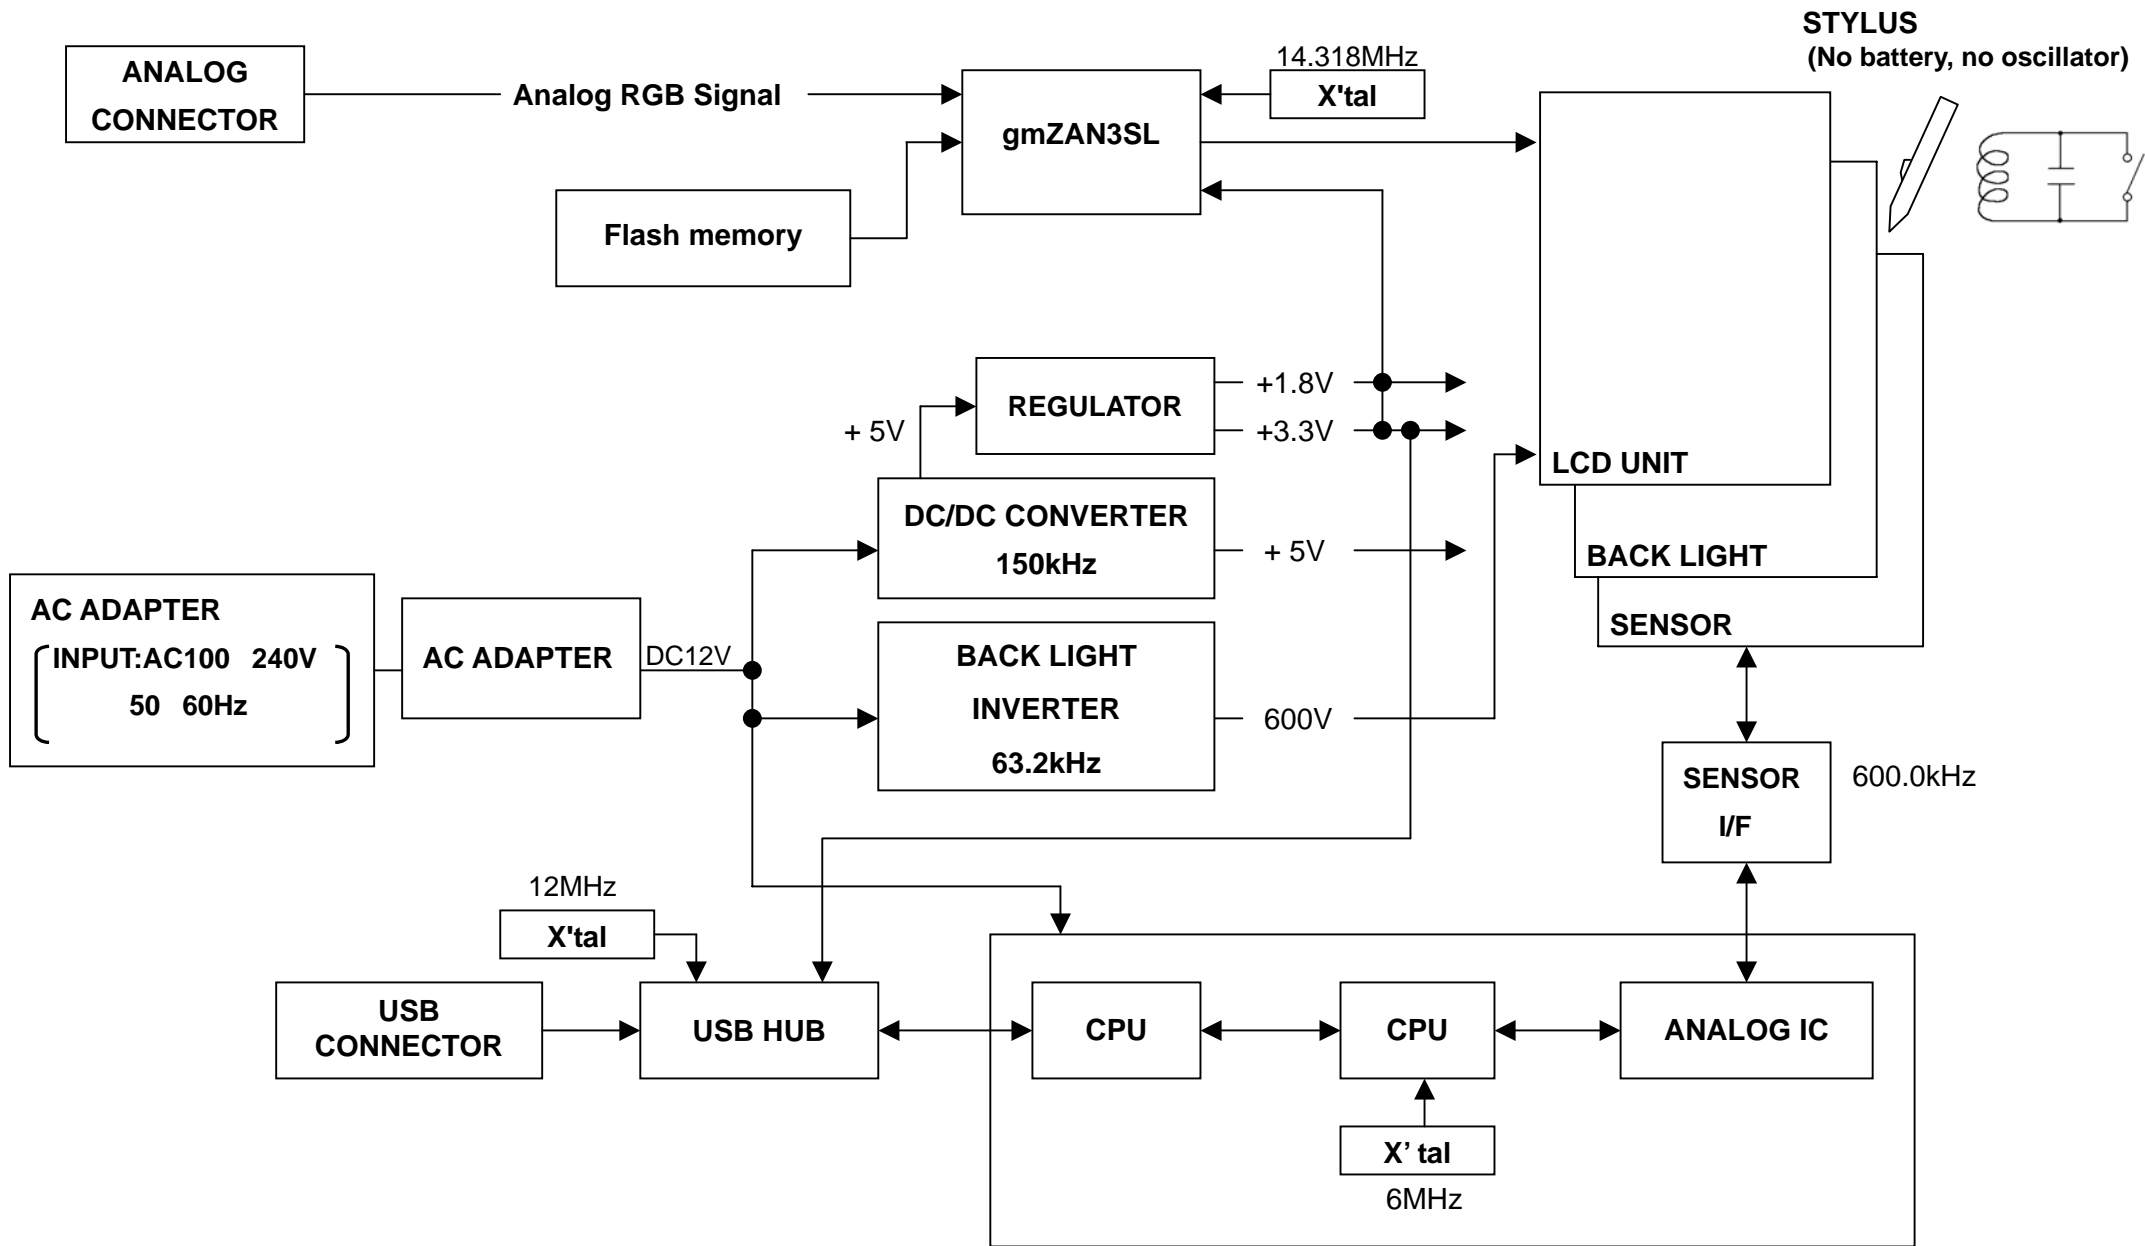 STYLUS
(No battery, no oscillator)
ANALOG
CONNECTOR
Analog RGB Signal
gmZAN3SL
14.318MHz
X'tal
Flash memory
REGULATOR
+1.8V
+3.3V
+ 5V
DC/DC CONVERTER
150kHz
+ 5V
LCD UNIT
BACK LIGHT
SENSOR
AC ADAPTER
INPUT:AC100 240V
50 60Hz
AC ADAPTER
DC12V
BACK LIGHT
INVERTER
63.2kHz
600V
SENSOR
I/F
600.0kHz
12MHz
X'tal
USB
CONNECTOR
USB HUB
CPU
CPU
ANALOG IC
X’ tal
6MHz